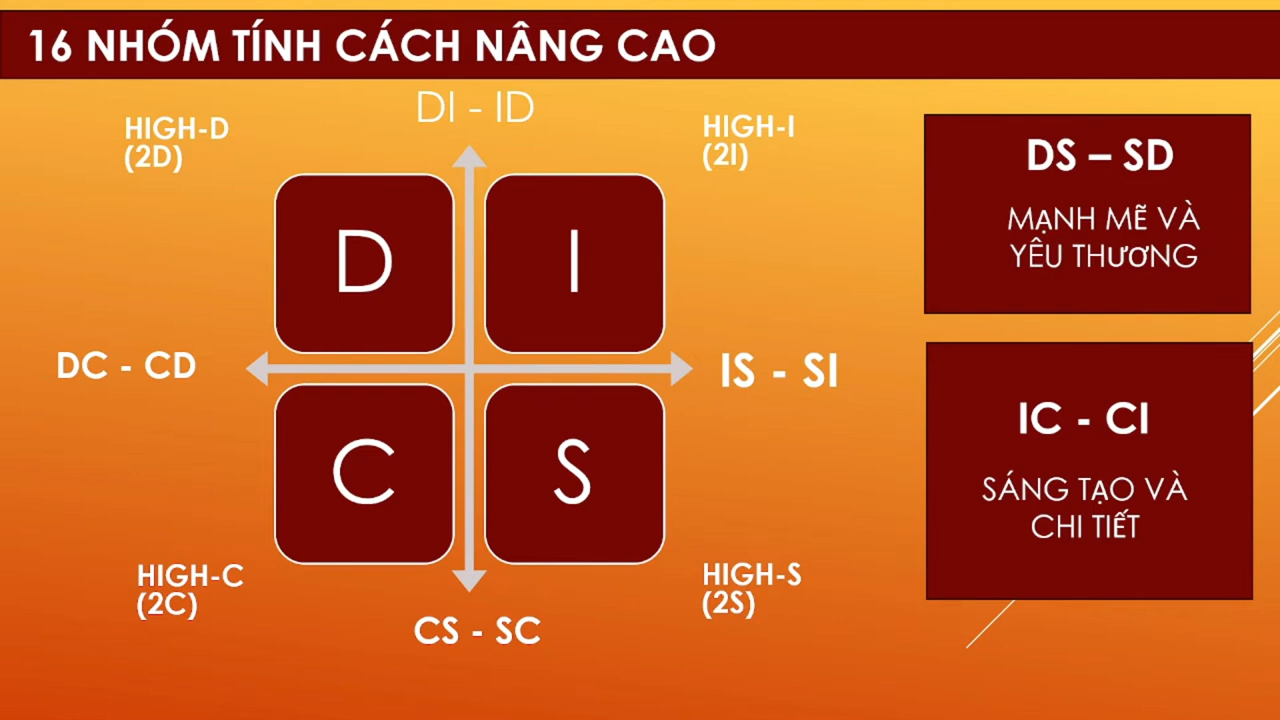 16 NHÓM TÍNH CÁCH NÂNG CAO
DI - ID
HIGH-D
(2D)
HIGH-I
(2I)
D
I
DC - CD
IS - SI
C
S
HIGH-C
(2C)
HIGH-S
(2S)
CS - SC
DS – SD
MẠNH MẼ VÀ
YÊU THƯƠNG
IC - CI
SÁNG TẠO VÀ
CHI TIẾT